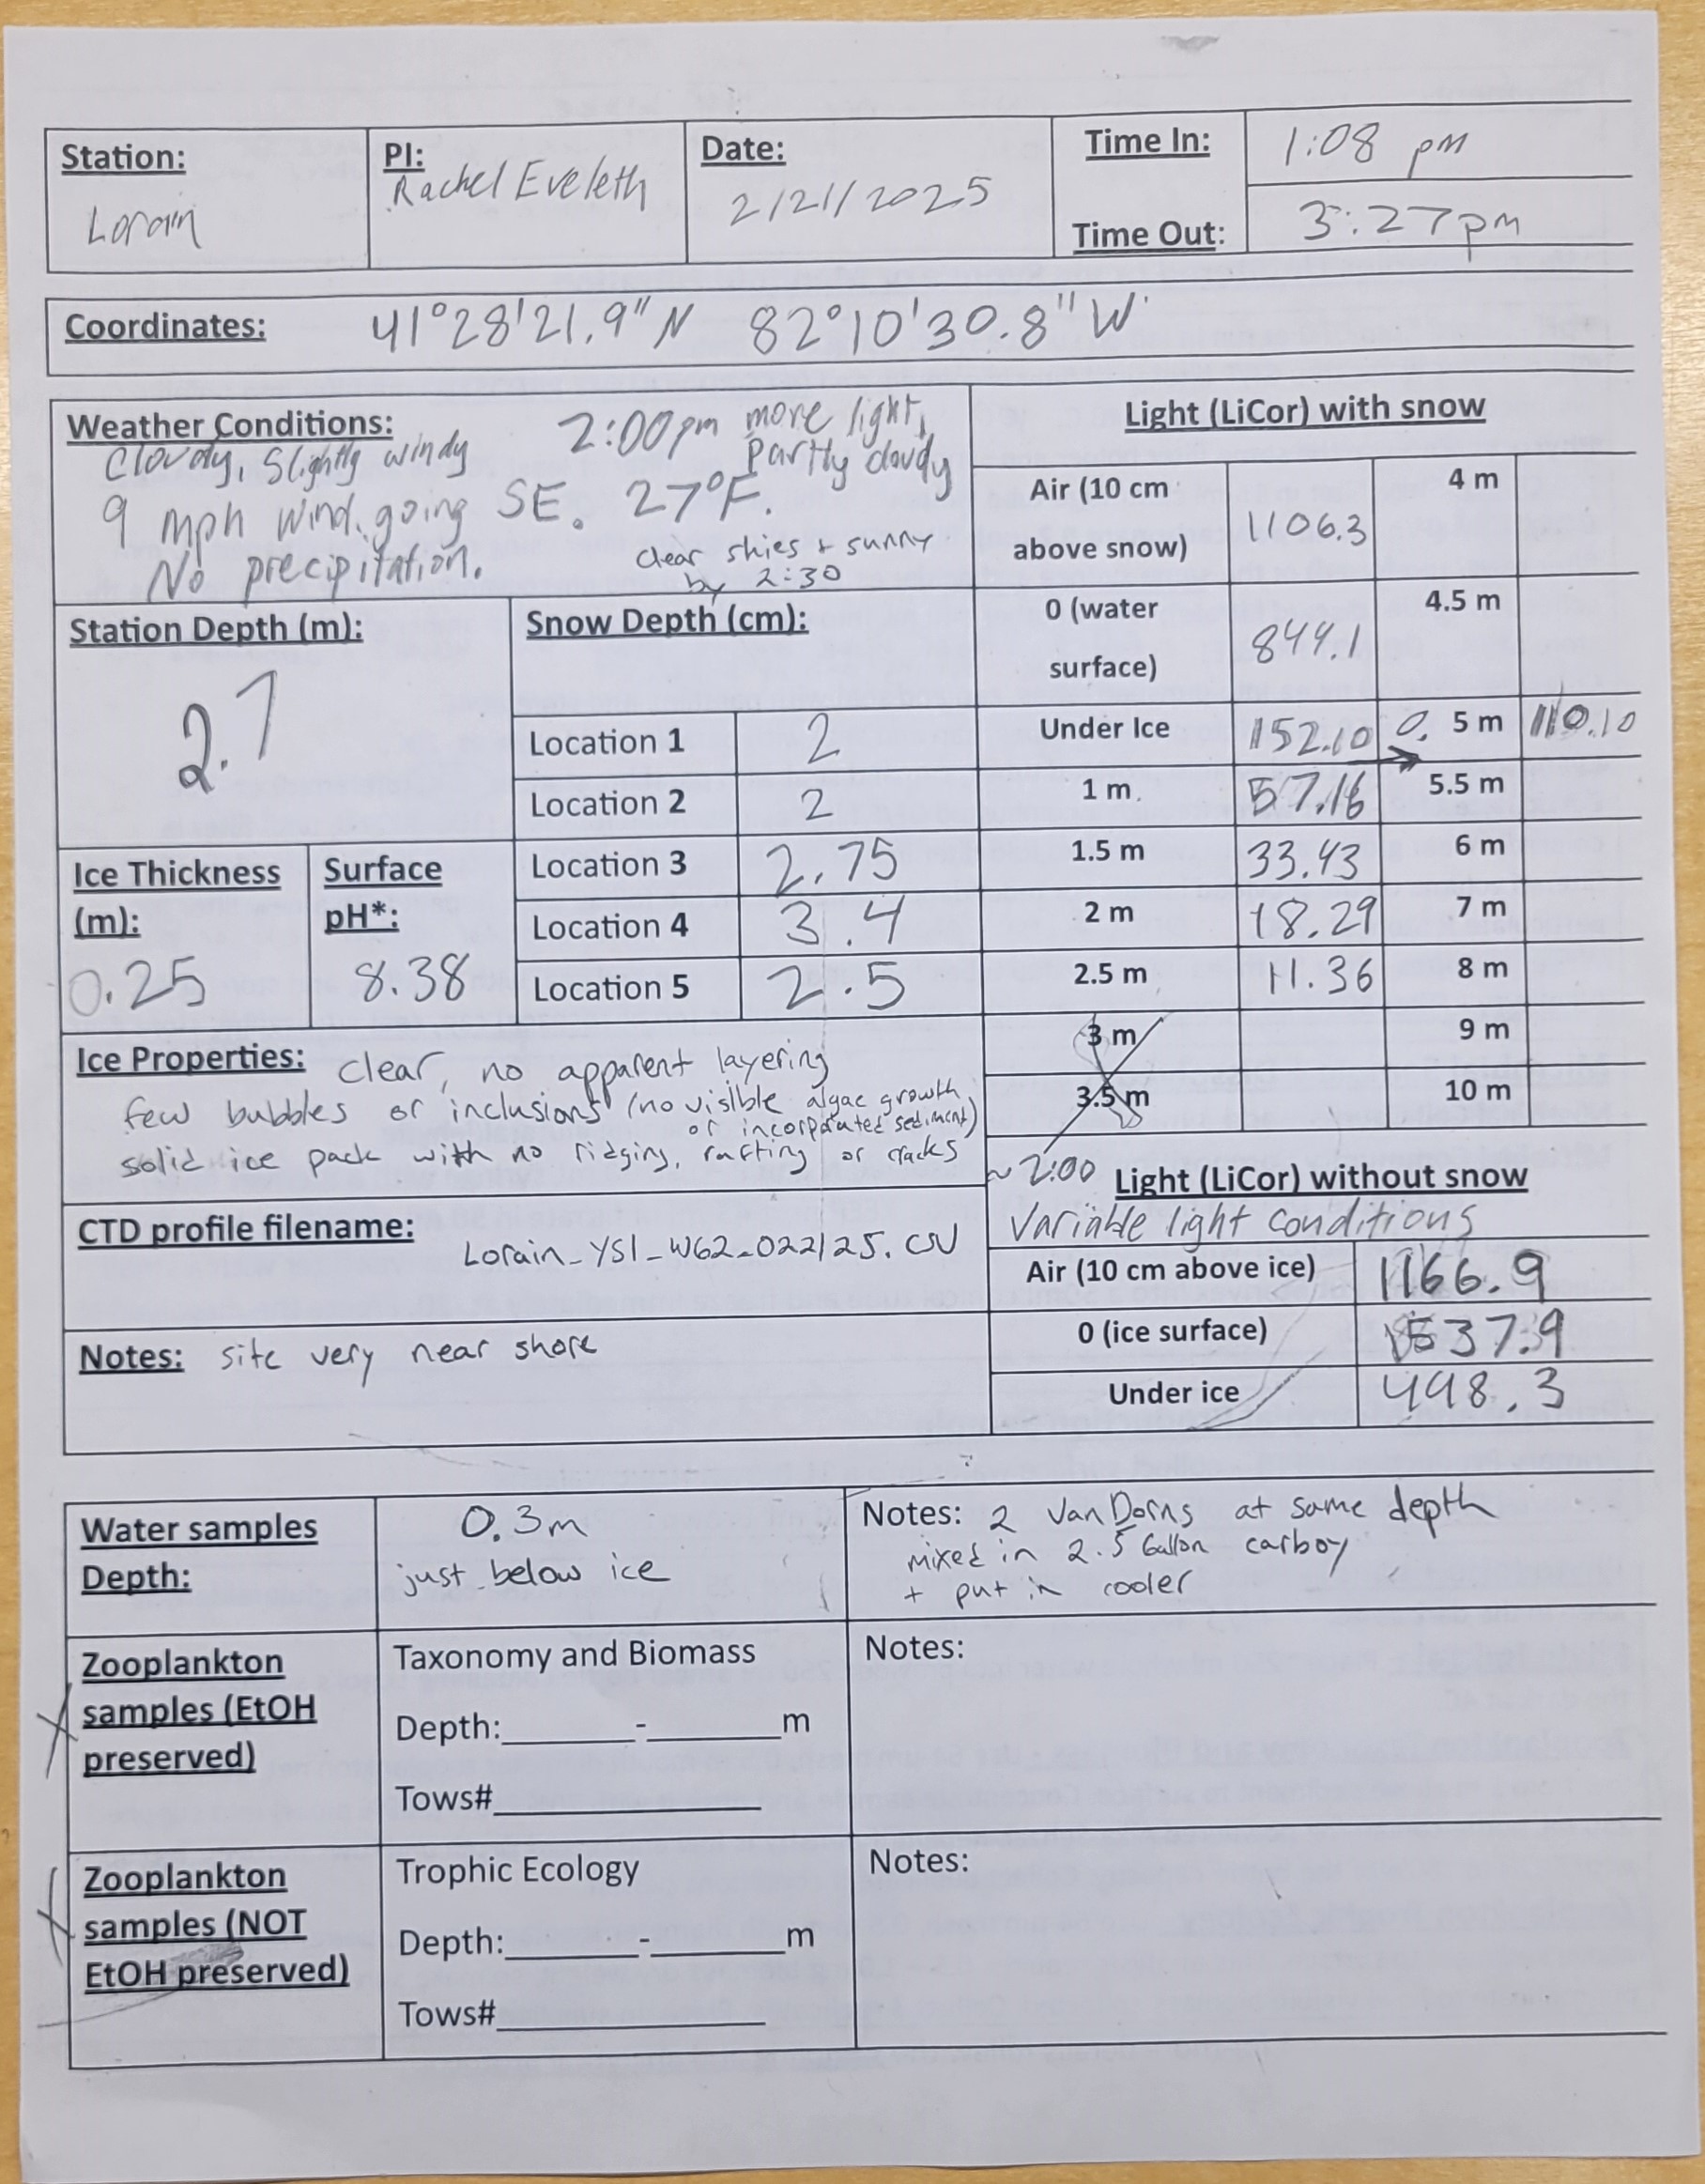 Station:
Lorain
PI:
Rachel Eveleth
Date:
2/21/2025
Time In:
1:08 pm
Time Out:
3:27pm
Coordinates: 41°28'21.9" N 82°10'30.8" W
Weather Conditions:
Cloudy, Slightly windy
9 mph wind. going SE. 27°F.
No precipitation.
2:00pm more light,
Partly cloudy
clear skies + sunny
by 2:30
Station Depth (m):
2.7
Snow Depth (cm):
Location 1 2
Location 2 2
Location 3 2.75
Location 4 3.4
Location 5 2.5
Ice Thickness
(m):
0.25
Surface
pH*:
8.38
Ice Properties: clear, no apparent layering
few bubbles or inclusions (no visible algae growth
or incorporated sediment)
solid ice pack with no ridging, rafting or cracks
CTD profile filename:
Lorain_YSI_W62_022125.csv
Notes: site very near shore
Light (LiCor) with snow
Air (10 cm
above snow) 1106.3
4 m
0 (water
surface) 844.1
4.5 m
Under Ice 152.10 0. 5 m 110.10
1 m 57.16 5.5 m
1.5 m 33.43 6 m
2 m 18.29 7 m
2.5 m 11.36 8 m
3 m 9 m
3.5 m 10 m
~ 2:00 Light (LiCor) without snow
Variable light conditions
Air (10 cm above ice) 1166.9
0 (ice surface) 537.9
Under ice 498.3
Water samples
Depth:
0.3m
just below ice
Notes: 2 Van Dorns at same depth
mixed in 2.5 Gallon carboy
+ put in cooler
Zooplankton
samples (EtOH
preserved)
Taxonomy and Biomass
Depth:_______-_______m
Tows#______________
Notes:
Zooplankton
samples (NOT
EtOH preserved)
Trophic Ecology
Depth:_______-_______m
Tows#______________
Notes: